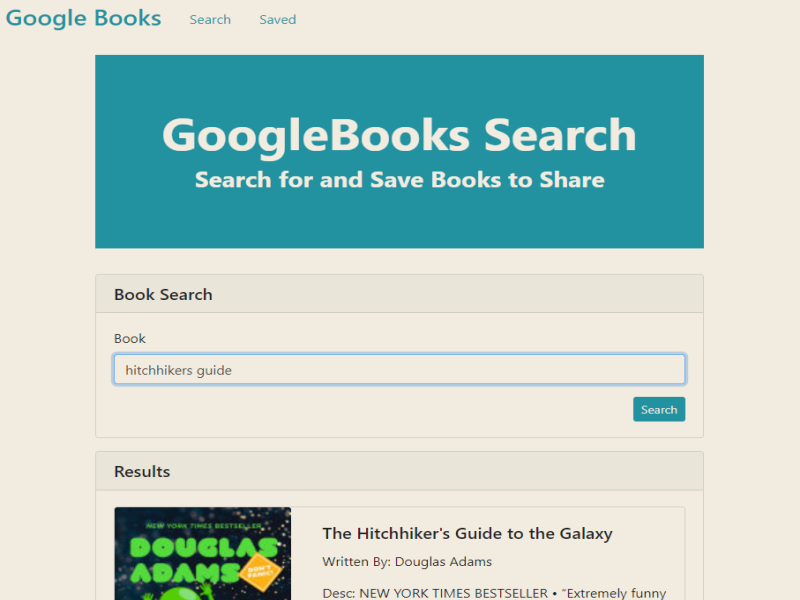 Google Books Search Saved
GoogleBooks Search
Search for and Save Books to Share
Book Search
Book
hitchhikers guide
Search
Results
NEW YORK TIMES BESTSELLER
DOUGLAS
ADAMS
DON'T
PANIC!
The Hitchhiker's Guide to the Galaxy
Written By: Douglas Adams
Desc: NEW YORK TIMES BESTSELLER • “Extremely funny